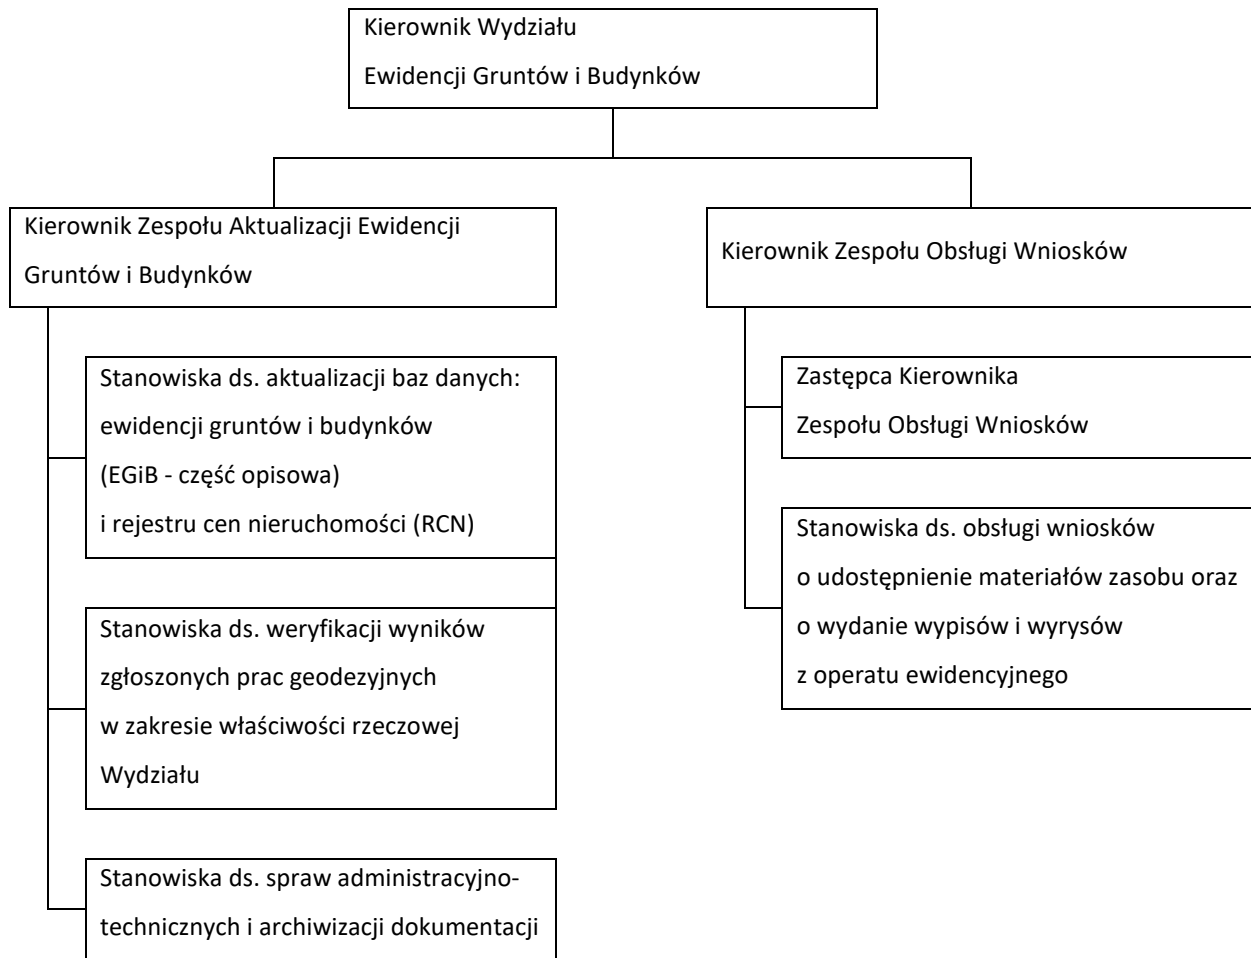 Kierownik Wydziału
Ewidencji Gruntów i Budynków
Kierownik Zespołu Aktualizacji Ewidencji
Gruntów i Budynków
Stanowiska ds. aktualizacji baz danych:
ewidencji gruntów i budynków
(EGiB - część opisowa)
i rejestru cen nieruchomości (RCN)
Stanowiska ds. weryfikacji wyników
zgłoszonych prac geodezyjnych
w zakresie właściwości rzeczowej
Wydziału
Stanowiska ds. spraw administracyjno-
technicznych i archiwizacji dokumentacji
Kierownik Zespołu Obsługi Wniosków
Zastępca Kierownika
Zespołu Obsługi Wniosków
Stanowiska ds. obsługi wniosków
o udostępnienie materiałów zasobu oraz
o wydanie wypisów i wyrysów
z operatu ewidencyjnego